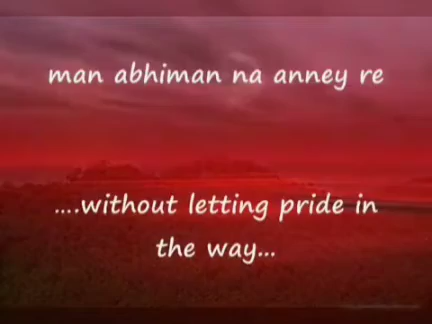 man abhiman na anney re
....without letting pride in
the way...